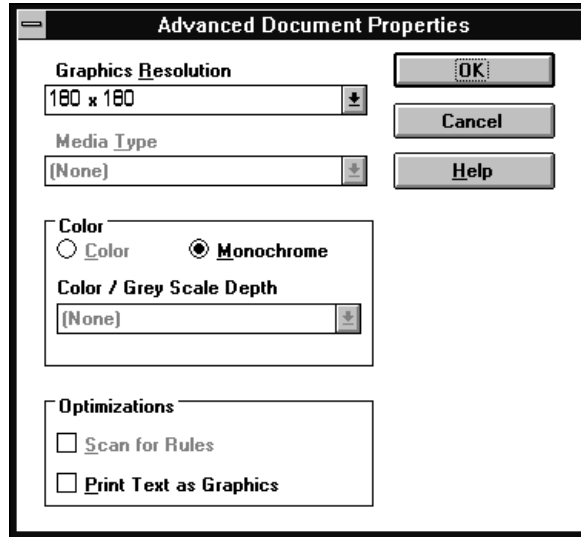 Advanced Document Properties
Graphics Resolution
180 x 180
OK
Cancel
Media Type
(None)
Help
Color
Color
Monochrome
Color / Grey Scale Depth
(None)
Optimizations
Scan for Rules
Print Text as Graphics